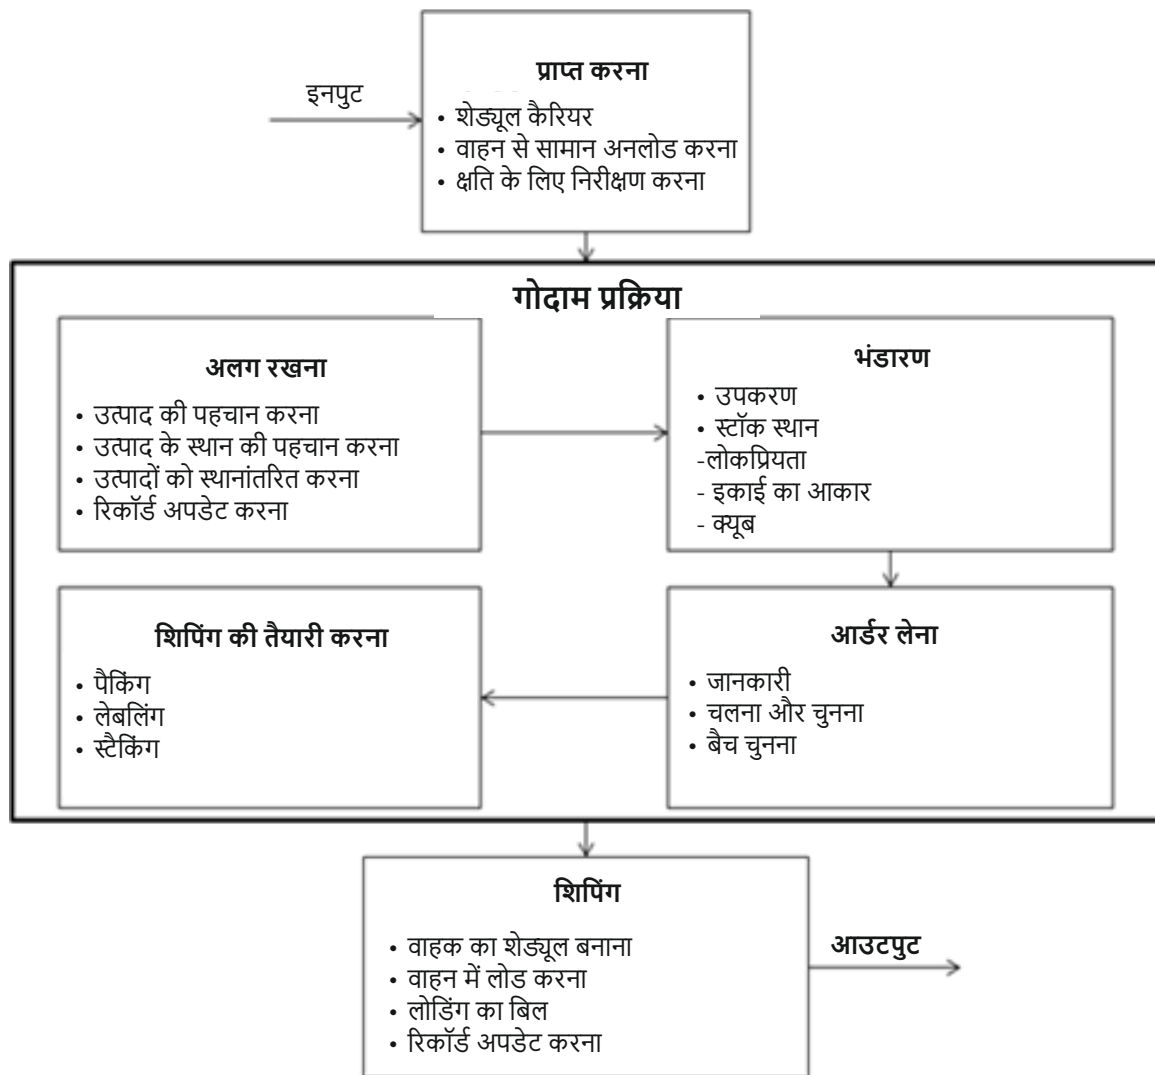 प्राप्त करना
इनपुट
• शेड्यूल कैरियर
• वाहन से सामान अनलोड करना
• क्षति के लिए निरीक्षण करना
गोदाम प्रक्रिया
अलग रखना
• उत्पाद की पहचान करना
• उत्पाद के स्थान की पहचान करना
• उत्पादों को स्थानांतरित करना
• रिकॉर्ड अपडेट करना
भंडारण
• उपकरण
• स्टॉक स्थान
-लोकप्रियता
- इकाई का आकार
- क्यूब
आर्डर लेना
• जानकारी
• चलना और चुनना
• बैच चुनना
शिपिंग की तैयारी करना
• पैकिंग
• लेबलिंग
• स्टैकिंग
शिपिंग
• वाहक का शेड्यूल बनाना
• वाहन में लोड करना
• लोडिंग का बिल
• रिकॉर्ड अपडेट करना
आउटपुट